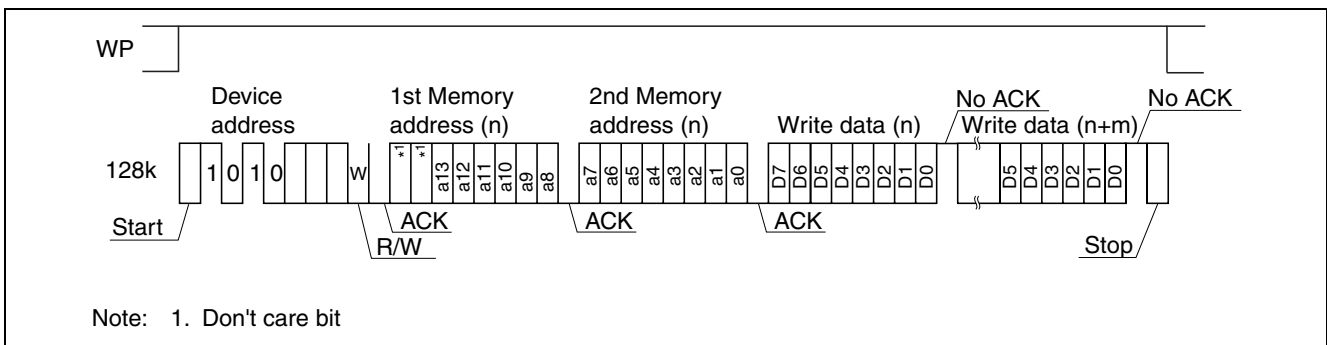 WP
Device
address
1st Memory
address (n)
2nd Memory
address (n)
Write data (n)
No ACK
Write data (n+m)
No ACK
128k
1 0 1 0
W
*1 *1 a13 a12 a11 a10 a9 a8
a7 a6 a5 a4 a3 a2 a1 a0
D7 D6 D5 D4 D3 D2 D1 D0
D5 D4 D3 D2 D1 D0
Start
R/W
ACK
ACK
ACK
Stop
Note: 1. Don't care bit